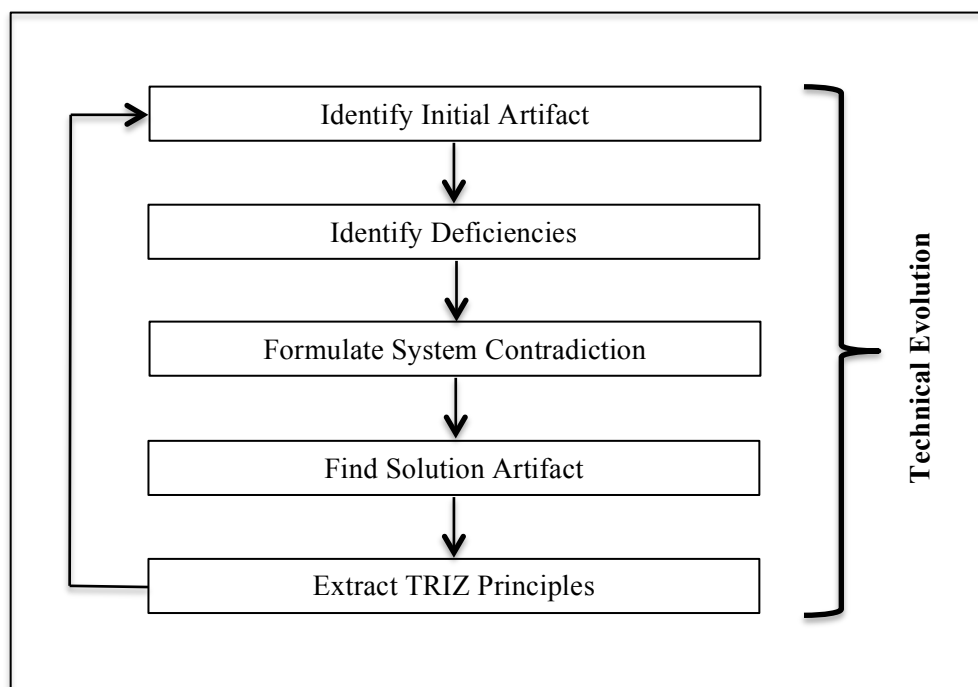 Identify Initial Artifact
Identify Deficiencies
Formulate System Contradiction
Find Solution Artifact
Extract TRIZ Principles
Technical Evolution